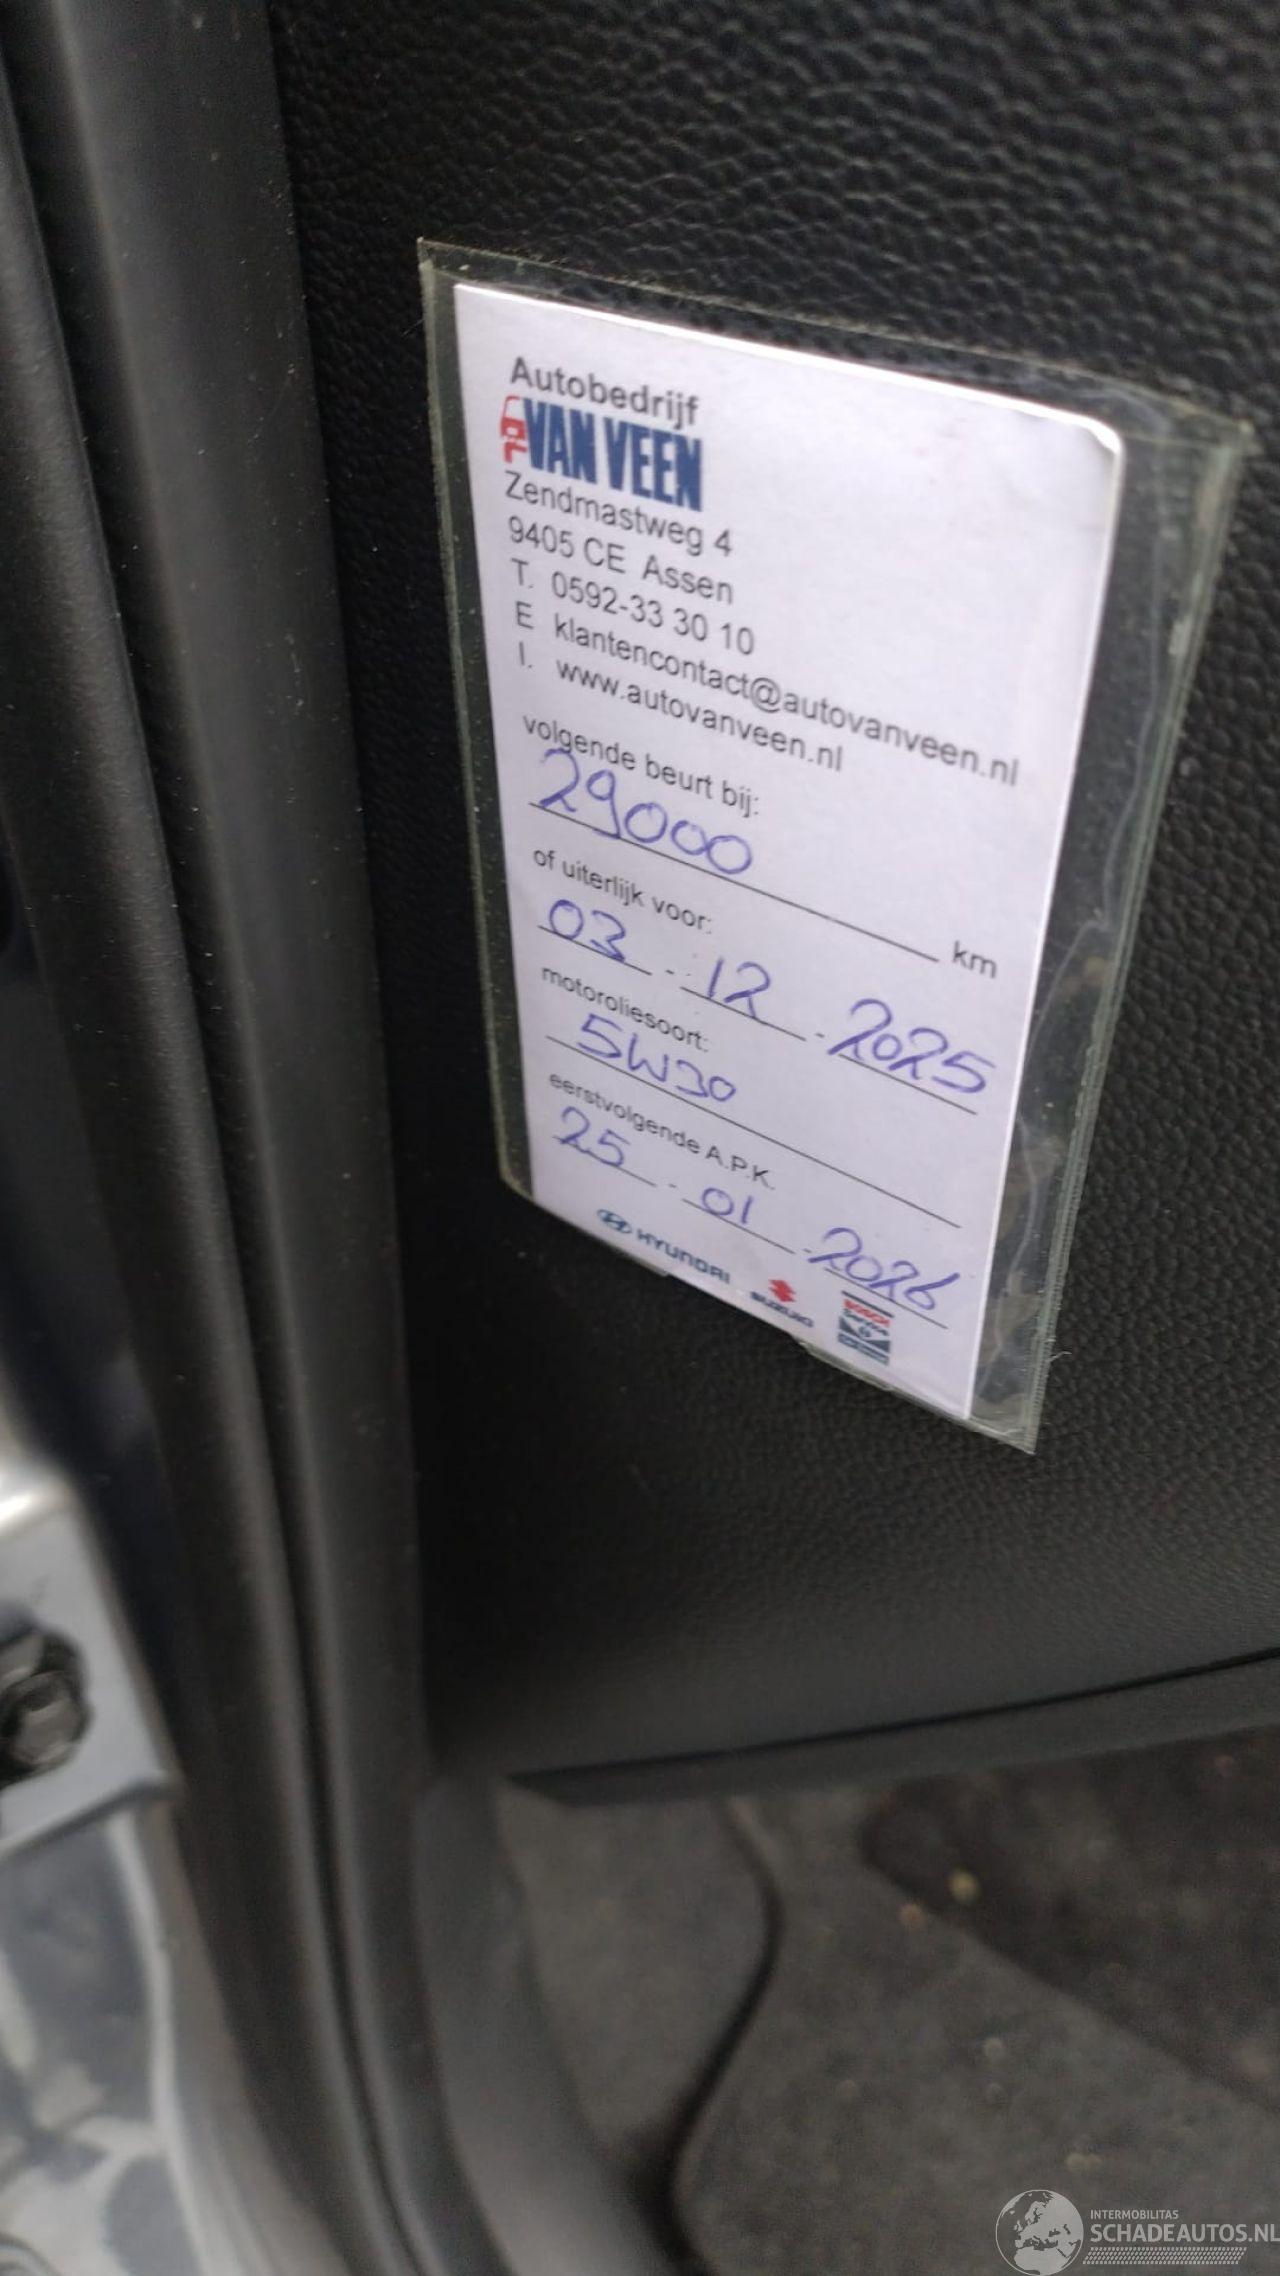 Autobedrijf
VAN VEEN
Zendmastweg 4
9405 CE Assen
T. 0592-33 30 10
E klantencontact@autovanveen.nl
I. www.autovanveen.nl
volgende beurt bij:
29000 km
of uiterlijk voor:
03 - 12 - 2025
motoroliesoort:
5W30
eerstvolgende A.P.K.
25 - 01 - 2026
HYUNDAI
SUZUKI
BOSCH
Service
INTERMOBILITAS
SCHADEAUTOS.NL